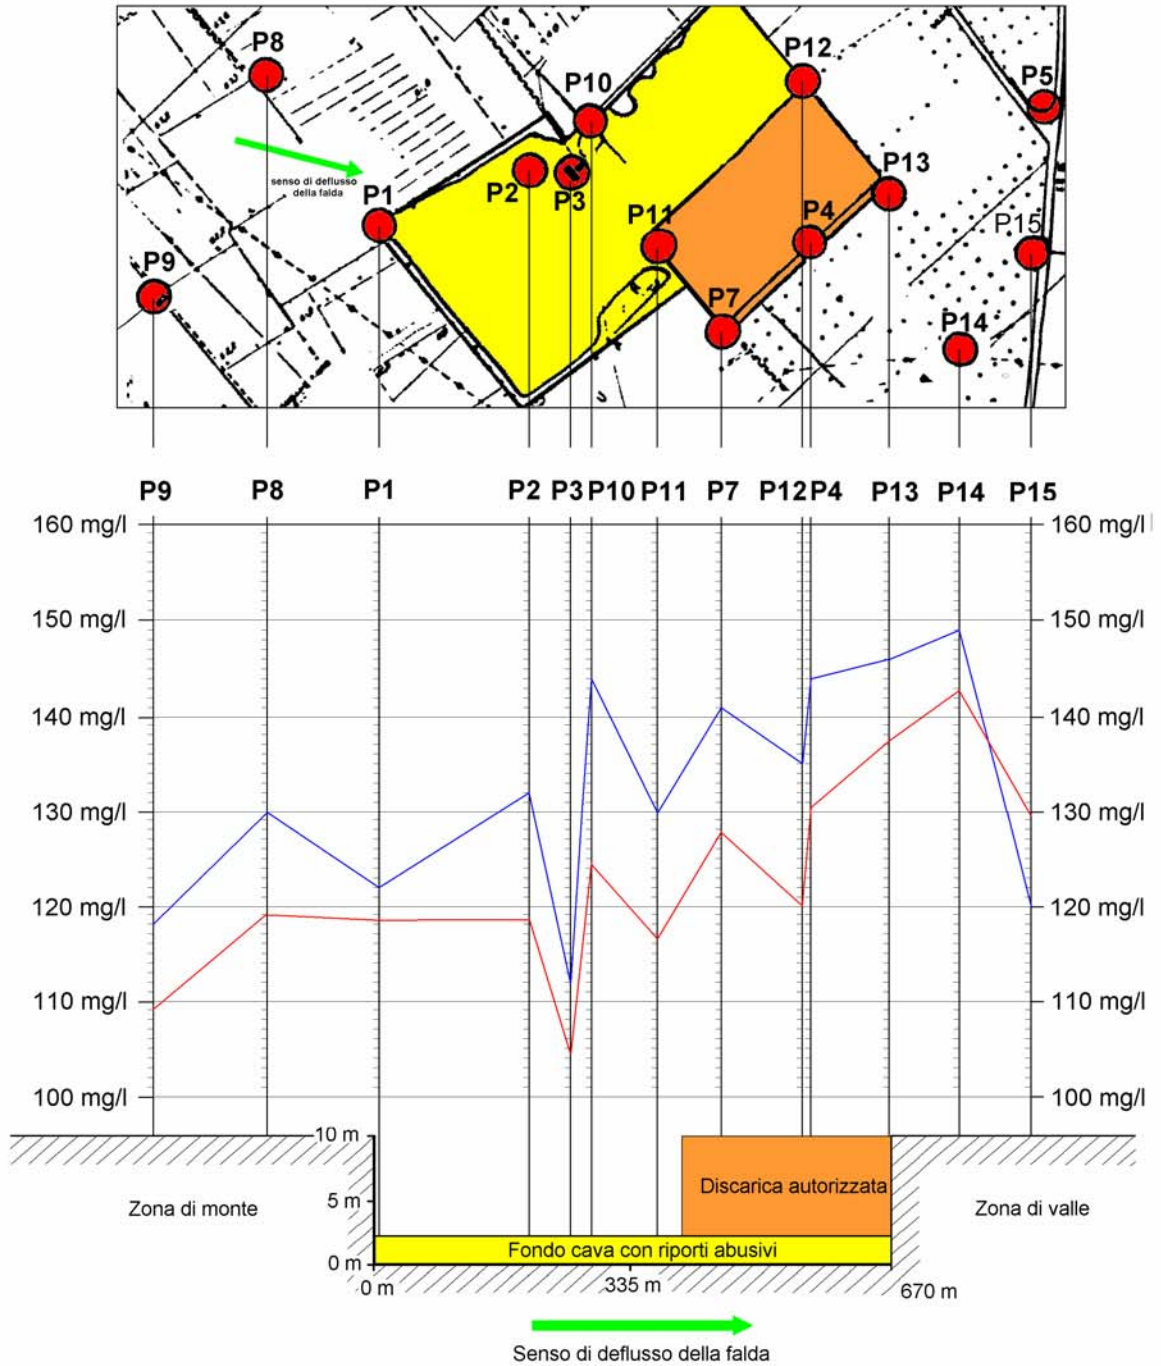 P8
P12
P5
P10
senso di deflusso
della falda
P2
P3
P13
P1
P11
P4
P15
P9
P7
P14
P9 P8 P1 P2 P3 P10 P11 P7 P12 P4 P13 P14 P15
160 mg/l 160 mg/l
150 mg/l 150 mg/l
140 mg/l 140 mg/l
130 mg/l 130 mg/l
120 mg/l 120 mg/l
110 mg/l 110 mg/l
100 mg/l 100 mg/l
10 m
Discarica autorizzata
Zona di monte 5 m Zona di valle
Fondo cava con riporti abusivi
0 m
0 m 335 m 670 m
Senso di deflusso della falda